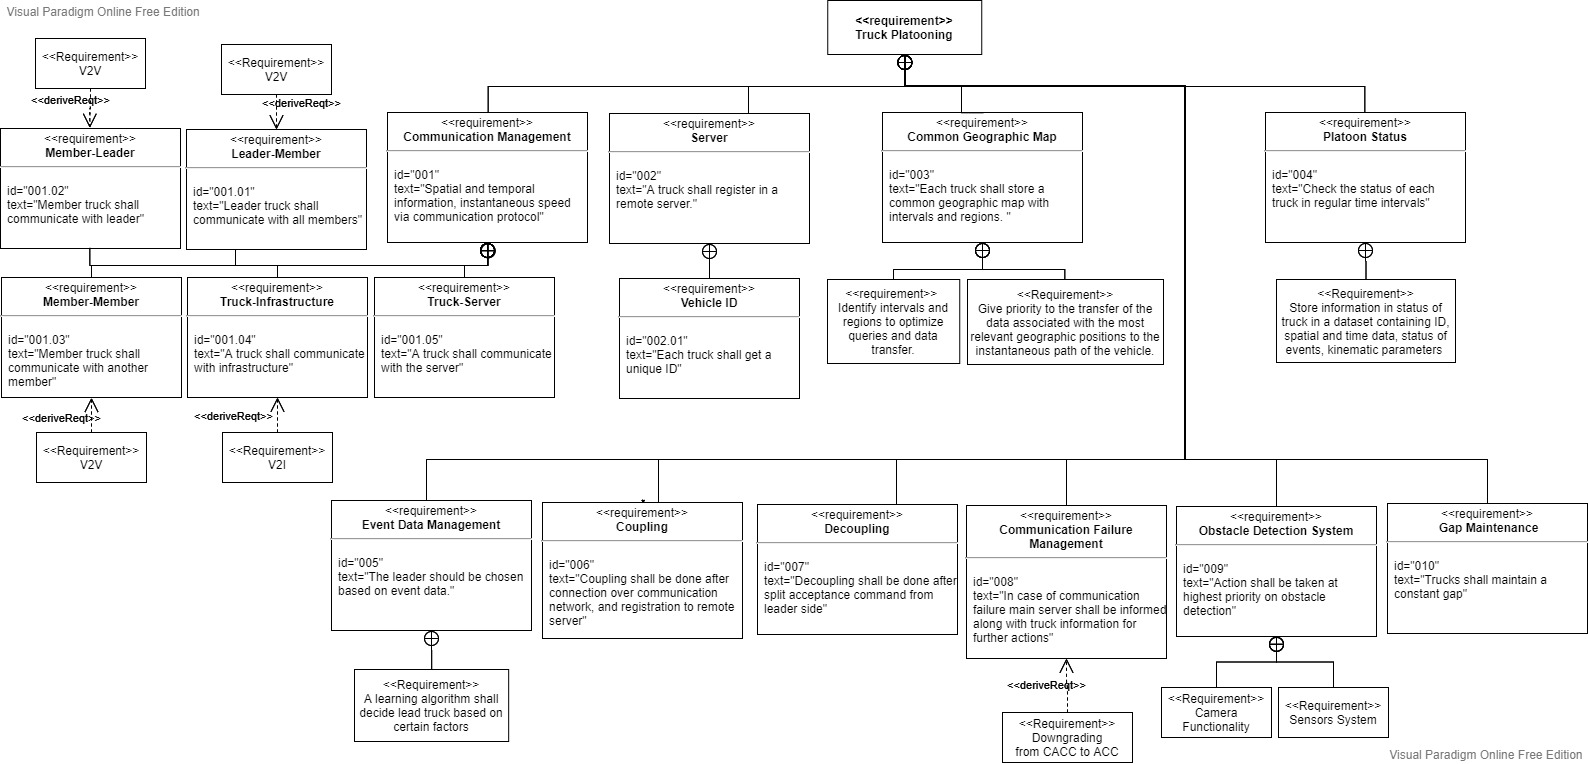 Visual Paradigm Online Free Edition
<<requirement>>
Truck Platooning
<<Requirement>>
V2V
<<deriveReqt>>
<<Requirement>>
V2V
<<deriveReqt>>
<<requirement>>
Member-Leader
id="001.02"
text="Member truck shall
communicate with leader"
<<requirement>>
Leader-Member
id="001.01"
text="Leader truck shall
communicate with all members"
<<requirement>>
Communication Management
id="001"
text="Spatial and temporal
information, instantaneous speed
via communication protocol"
<<requirement>>
Server
id="002"
text="A truck shall register in a
remote server."
<<requirement>>
Common Geographic Map
id="003"
text="Each truck shall store a
common geographic map with
intervals and regions. "
<<requirement>>
Platoon Status
id="004"
text="Check the status of each
truck in regular time intervals"
<<requirement>>
Member-Member
id="001.03"
text="Member truck shall
communicate with another
member"
<<requirement>>
Truck-Infrastructure
id="001.04"
text="A truck shall communicate
with infrastructure"
<<requirement>>
Truck-Server
id="001.05"
text="A truck shall communicate
with the server"
<<requirement>>
Vehicle ID
id="002.01"
text="Each truck shall get a
unique ID"
<<Requirement>>
Identify intervals and
regions to optimize
queries and data
transfer.
<<Requirement>>
Give priority to the transfer of the
data associated with the most
relevant geographic positions to the
instantaneous path of the vehicle.
<<Requirement>>
Store information in status of
truck in a dataset containing ID,
spatial and time data, status of
events, kinematic parameters
<<deriveReqt>>
<<Requirement>>
V2V
<<deriveReqt>>
<<Requirement>>
V2I
<<requirement>>
Event Data Management
id="005"
text="The leader should be chosen
based on event data."
<<requirement>>
Coupling
id="006"
text="Coupling shall be done after
connection over communication
network, and registration to remote
server"
<<requirement>>
Decoupling
id="007"
text="Decoupling shall be done after
split acceptance command from
leader side"
<<requirement>>
Communication Failure
Management
id="008"
text="In case of communication
failure main server shall be informed
along with truck information for
further actions"
<<requirement>>
Obstacle Detection System
id="009"
text="Action shall be taken at
highest priority on obstacle
detection"
<<requirement>>
Gap Maintenance
id="010"
text="Trucks shall maintain a
constant gap"
<<Requirement>>
A learning algorithm shall
decide lead truck based on
certain factors
<<deriveReqt>>
<<Requirement>>
Downgrading
from CACC to ACC
<<Requirement>>
Camera
Functionality
<<Requirement>>
Sensors System
Visual Paradigm Online Free Edition